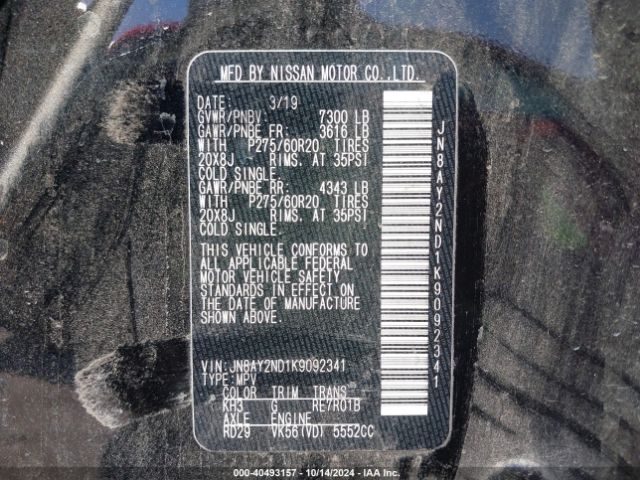 MFD BY NISSAN MOTOR CO.,LTD.
DATE: 3/19
GVWR/PNBV: 7300 LB
GAWR/PNBE FR: 3616 LB
WITH P275/60R20 TIRES
20X8J RIMS. AT 35PSI
COLD SINGLE.
GAWR/PNBE RR: 4343 LB
WITH P275/60R20 TIRES
20X8J RIMS. AT 35PSI
COLD SINGLE.
THIS VEHICLE CONFORMS TO
ALL APPLICABLE FEDERAL
MOTOR VEHICLE SAFETY
STANDARDS IN EFFECT ON
THE DATE OF MANUFACTURE
SHOWN ABOVE.
VIN: JN8AY2ND1K9092341
TYPE: MPV
COLOR TRIM TRANS
KH3 G RE7R01B
AXLE ENGINE
RD29 VK56(VD) 5552CC
JN8AY2ND1K9092341
000-40493157 - 10/14/2024 - IAA Inc.